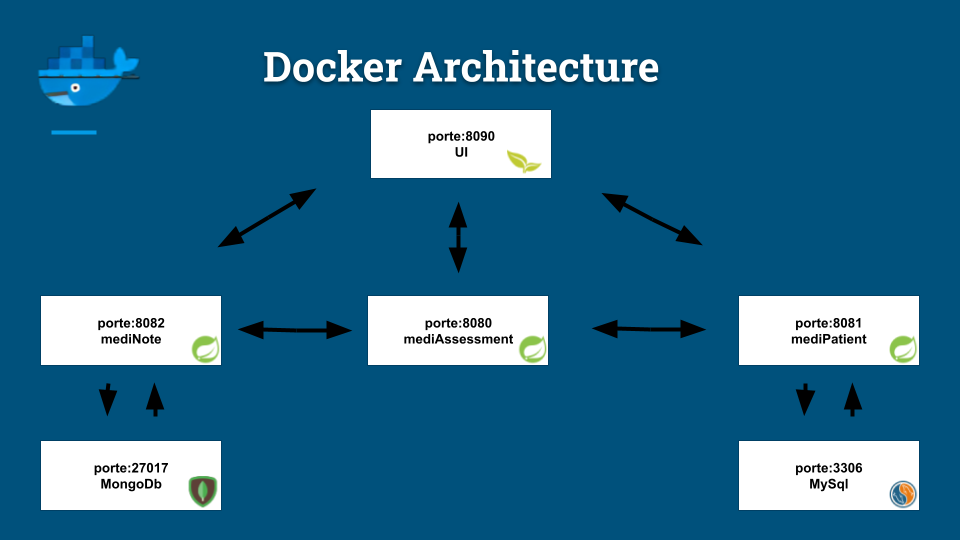 Docker Architecture
porte:8090
UI
porte:8082
mediNote
porte:8080
mediAssessment
porte:8081
mediPatient
porte:27017
MongoDb
porte:3306
MySql